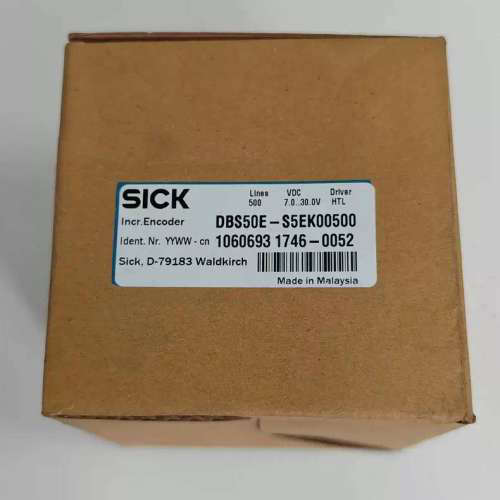 SICK
Lines VDC Driver
500 7.0..30.0V HTL
Incr.Encoder DBS50E-S5EK00500
Ident. Nr. YYWW - cn 1060693 1746-0052
Sick, D-79183 Waldkirch
Made in Malaysia